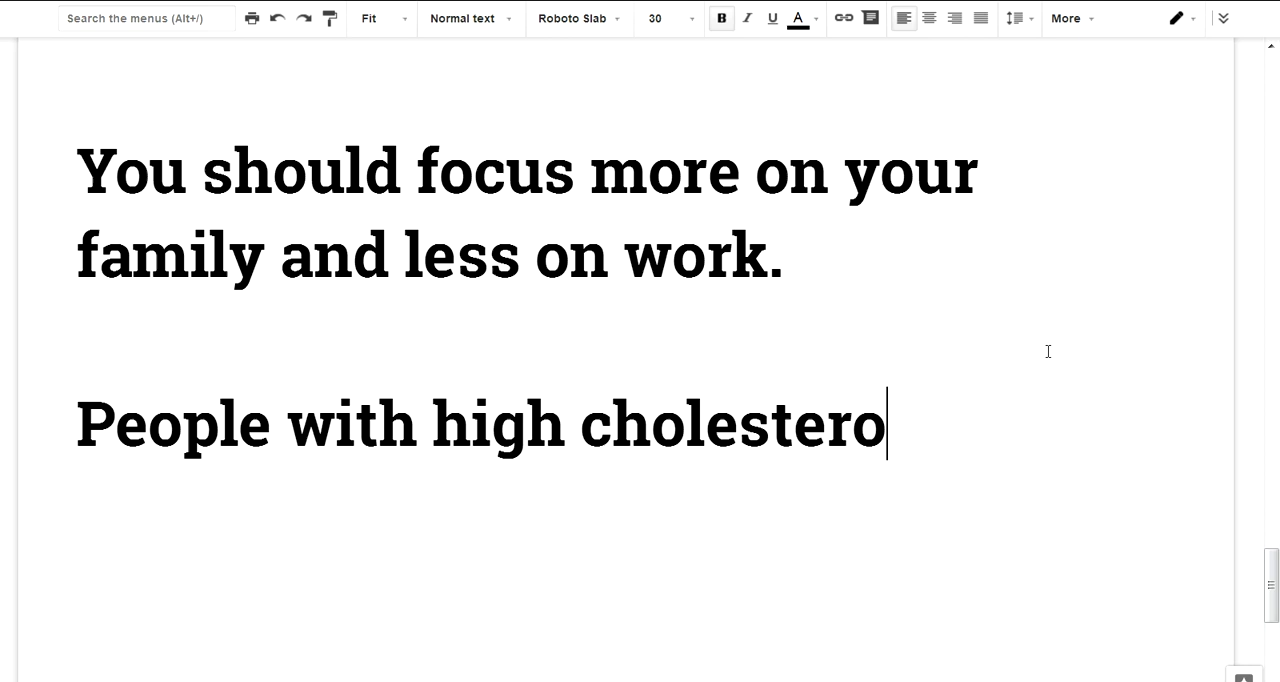 Search the menus (Alt+/) Fit Normal text Roboto Slab 30 B I U A More
You should focus more on your
family and less on work.
People with high cholestero